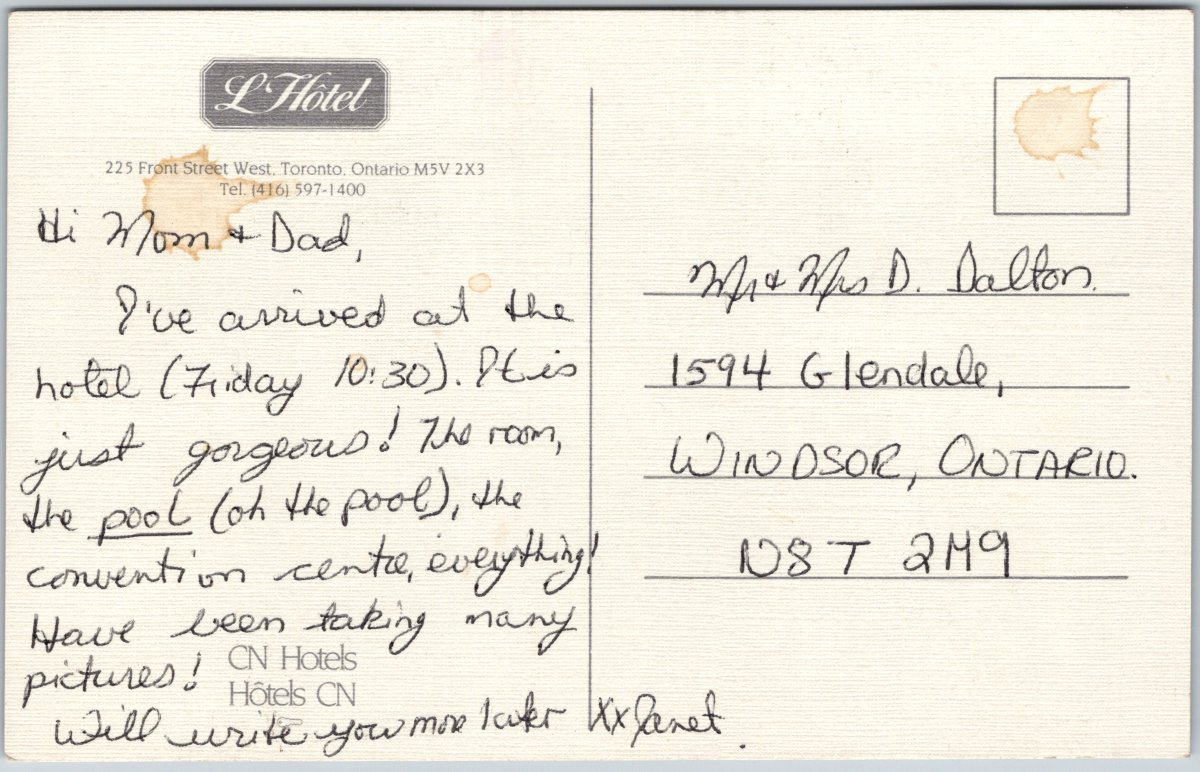 L'Hôtel
225 Front Street West, Toronto, Ontario M5V 2X3
Tel. (416) 597-1400
Hi Mom & Dad,
I've arrived at the
hotel (Friday 10:30). It is
just gorgeous! The room,
the pool (oh the pool), the
convention centre, everything!
Have been taking many
pictures!
CN Hotels
Hôtels CN
Will write you more later XX Janet.
Mr & Mrs D. Dalton.
1594 Glendale,
WINDSOR, ONTARIO.
N8T 2M9